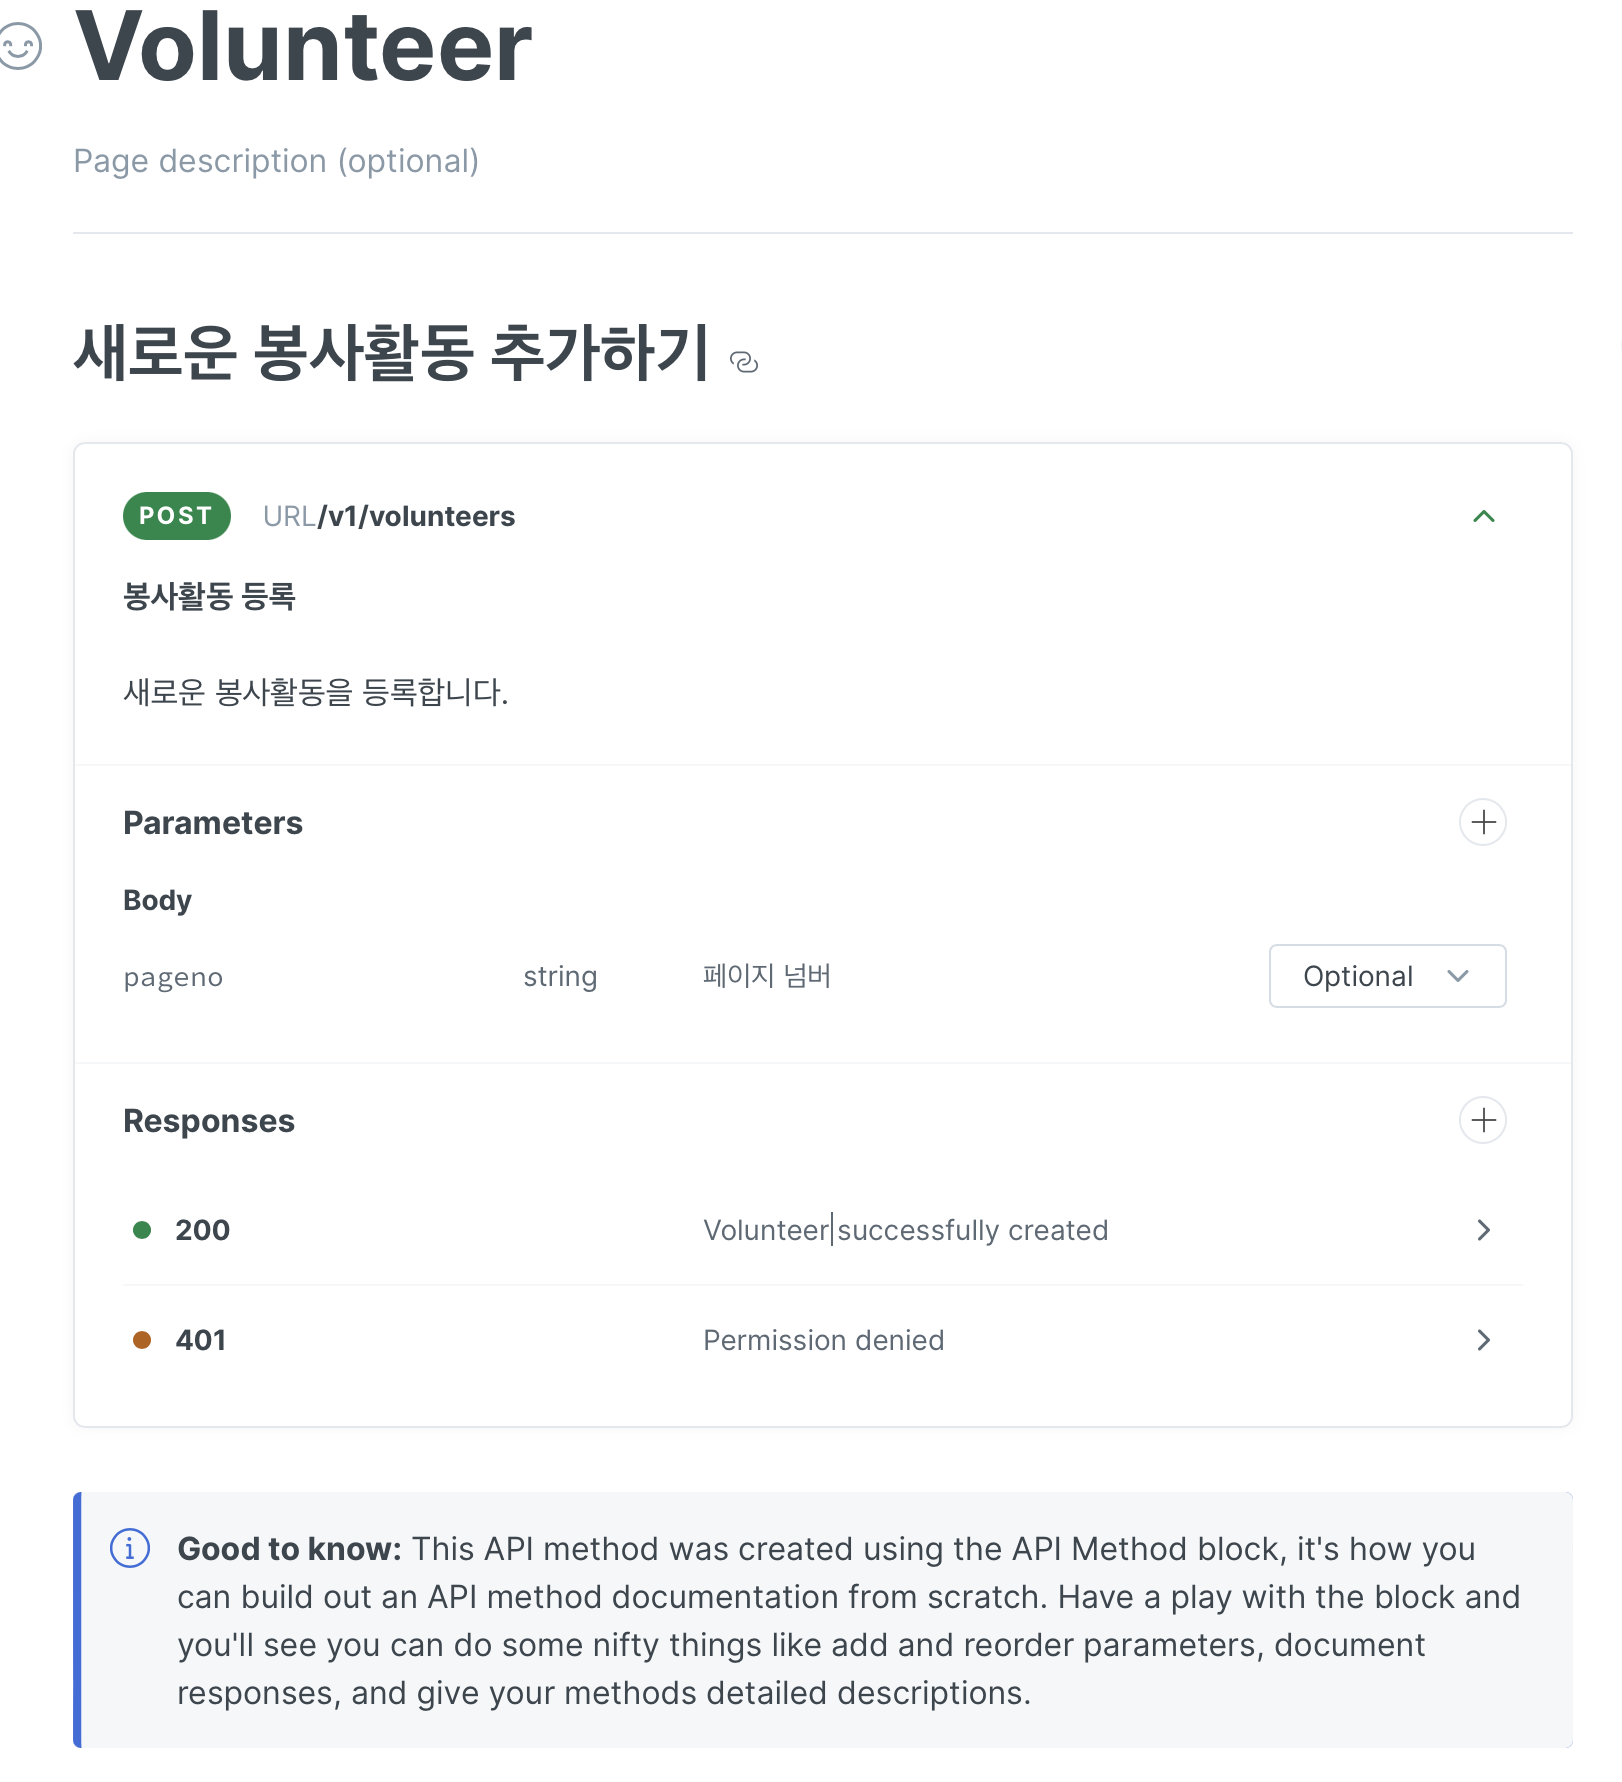 Volunteer
Page description (optional)
새로운 봉사활동 추가하기
POST URL/v1/volunteers
봉사활동 등록
새로운 봉사활동을 등록합니다.
Parameters
Body
pageno string 페이지 넘버 Optional
Responses
200 Volunteer successfully created
401 Permission denied
Good to know: This API method was created using the API Method block, it's how you
can build out an API method documentation from scratch. Have a play with the block and
you'll see you can do some nifty things like add and reorder parameters, document
responses, and give your methods detailed descriptions.